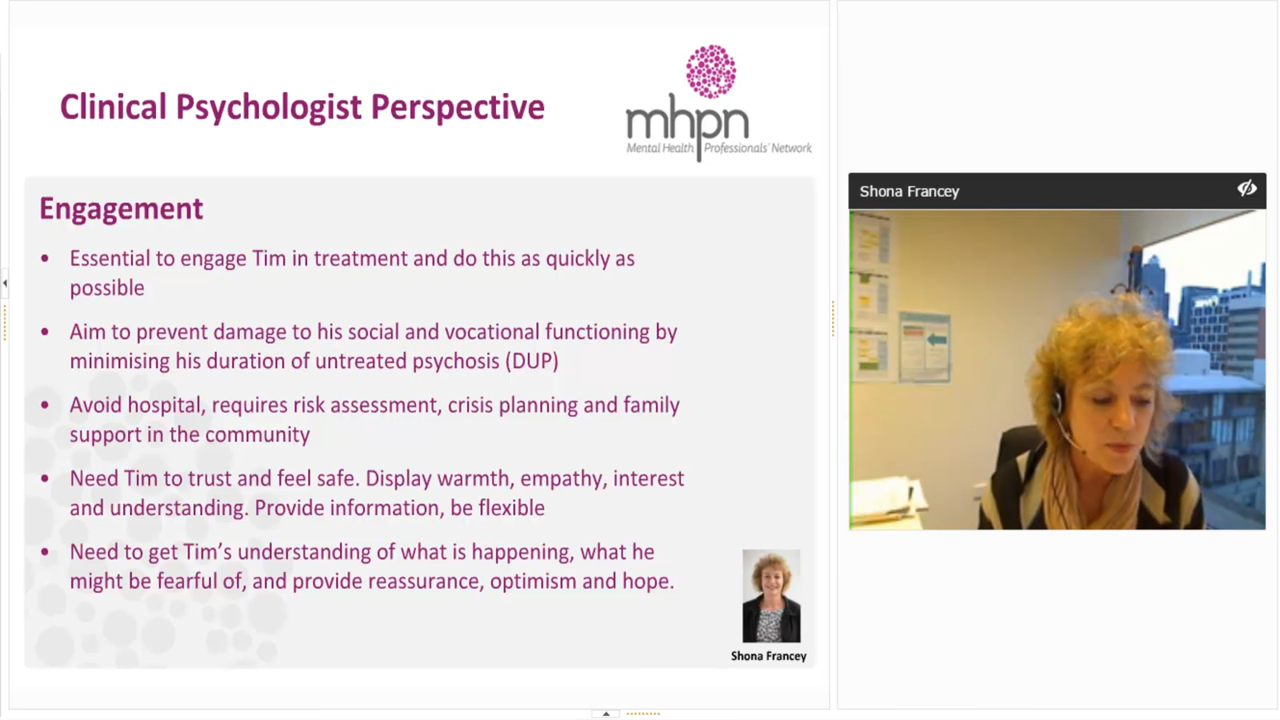 Clinical Psychologist Perspective
mhpn
Mental Health Professionals' Network
Engagement
• Essential to engage Tim in treatment and do this as quickly as
possible
• Aim to prevent damage to his social and vocational functioning by
minimising his duration of untreated psychosis (DUP)
• Avoid hospital, requires risk assessment, crisis planning and family
support in the community
• Need Tim to trust and feel safe. Display warmth, empathy, interest
and understanding. Provide information, be flexible
• Need to get Tim’s understanding of what is happening, what he
might be fearful of, and provide reassurance, optimism and hope.
Shona Francey
Shona Francey